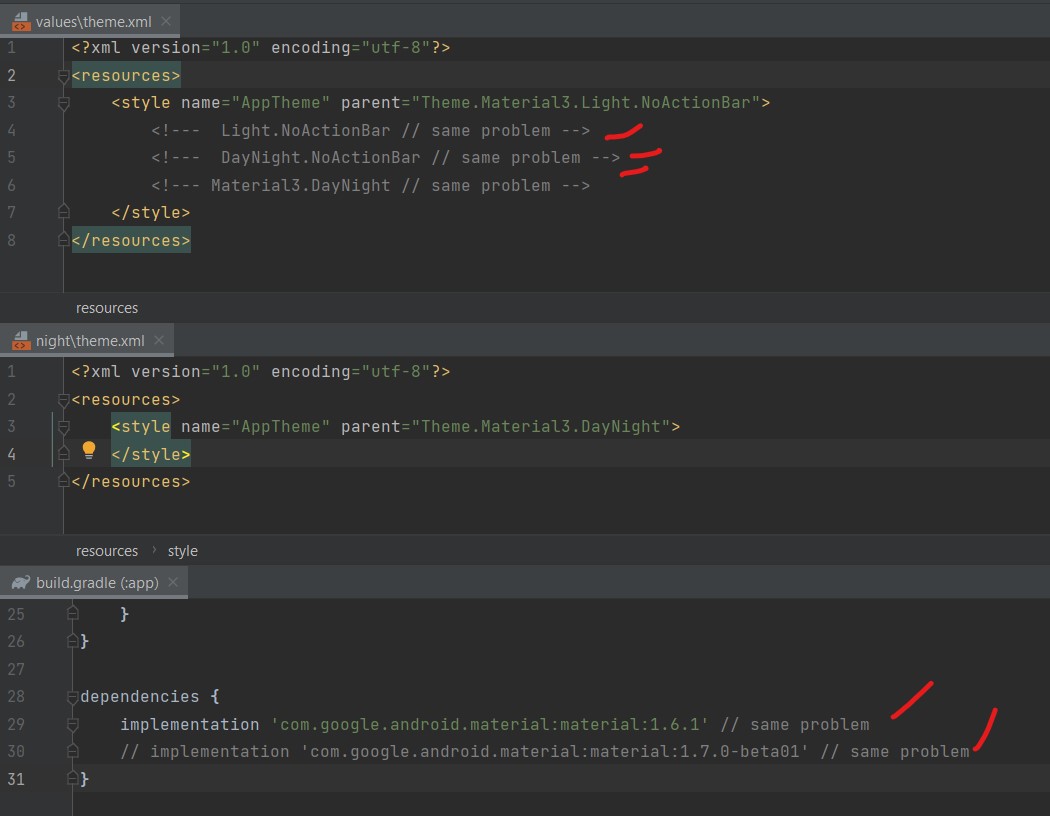 values\theme.xml
1 <?xml version="1.0" encoding="utf-8"?>
2 <resources>
3 <style name="AppTheme" parent="Theme.Material3.Light.NoActionBar">
4 <!--- Light.NoActionBar // same problem -->
5 <!--- DayNight.NoActionBar // same problem -->
6 <!--- Material3.DayNight // same problem -->
7 </style>
8 </resources>
resources
night\theme.xml
1 <?xml version="1.0" encoding="utf-8"?>
2 <resources>
3 <style name="AppTheme" parent="Theme.Material3.DayNight">
4 </style>
5 </resources>
resources › style
build.gradle (:app)
25 }
26 }
27
28 dependencies {
29 implementation 'com.google.android.material:material:1.6.1' // same problem
30 // implementation 'com.google.android.material:material:1.7.0-beta01' // same problem
31 }